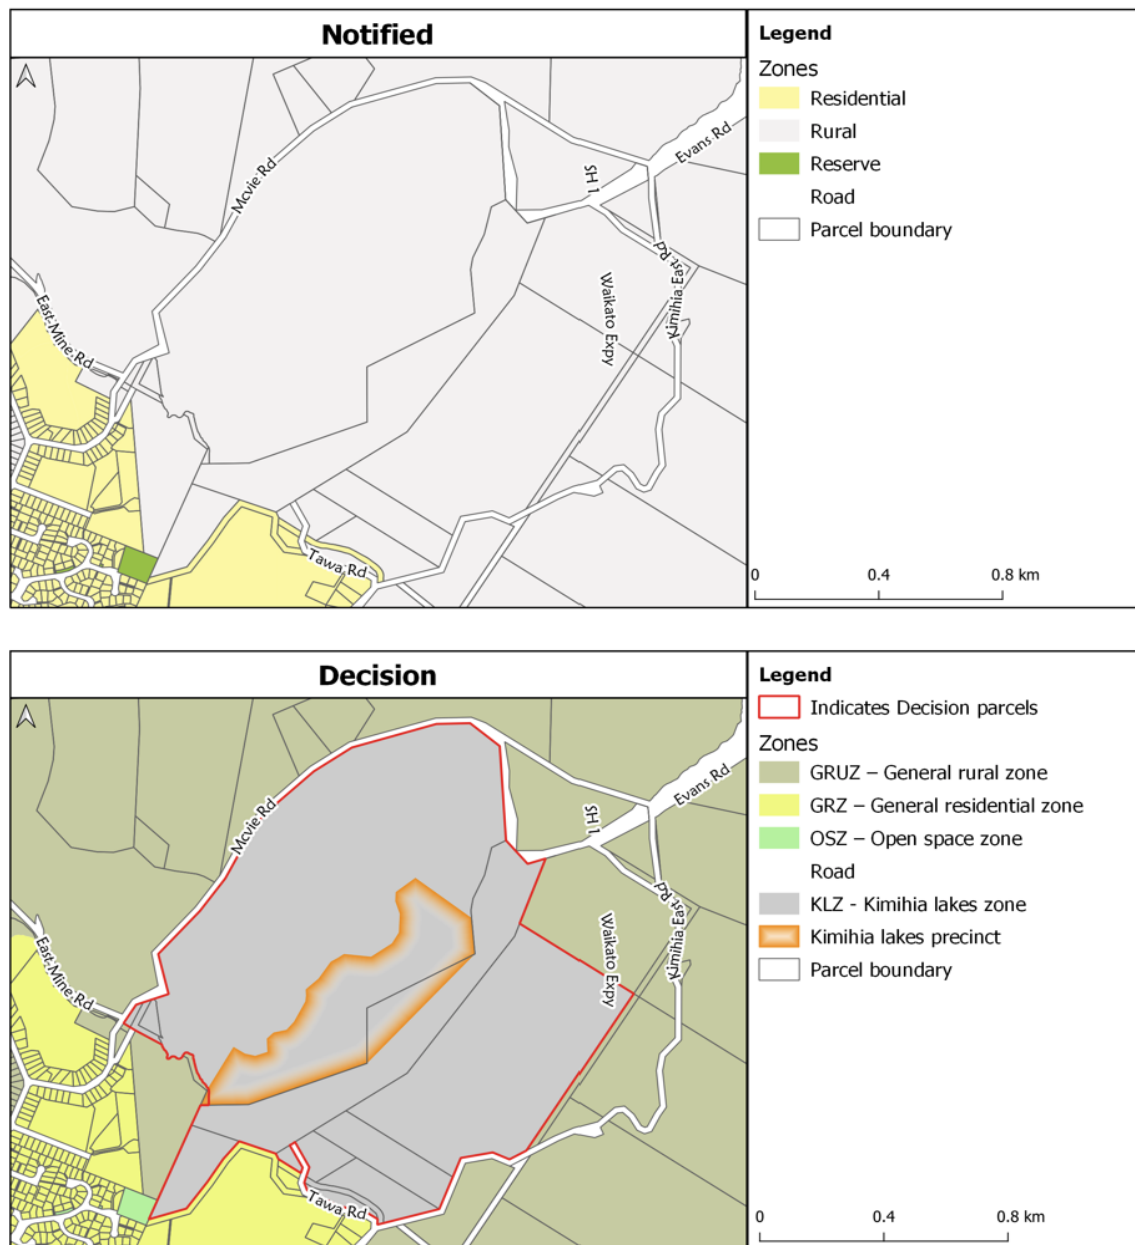 Notified
Legend
Zones
Residential
Rural
Reserve
Road
Parcel boundary
Mcvie Rd
SH 1
Evans Rd
East Mine Rd
Waikato Expy
Kimihia East Rd
Tawa Rd
0 0.4 0.8 km
Decision
Legend
Indicates Decision parcels
Zones
GRUZ – General rural zone
GRZ – General residential zone
OSZ – Open space zone
Road
KLZ - Kimihia lakes zone
Kimihia lakes precinct
Parcel boundary
Mcvie Rd
SH 1
Evans Rd
East Mine Rd
Waikato Expy
Kimihia East Rd
Tawa Rd
0 0.4 0.8 km